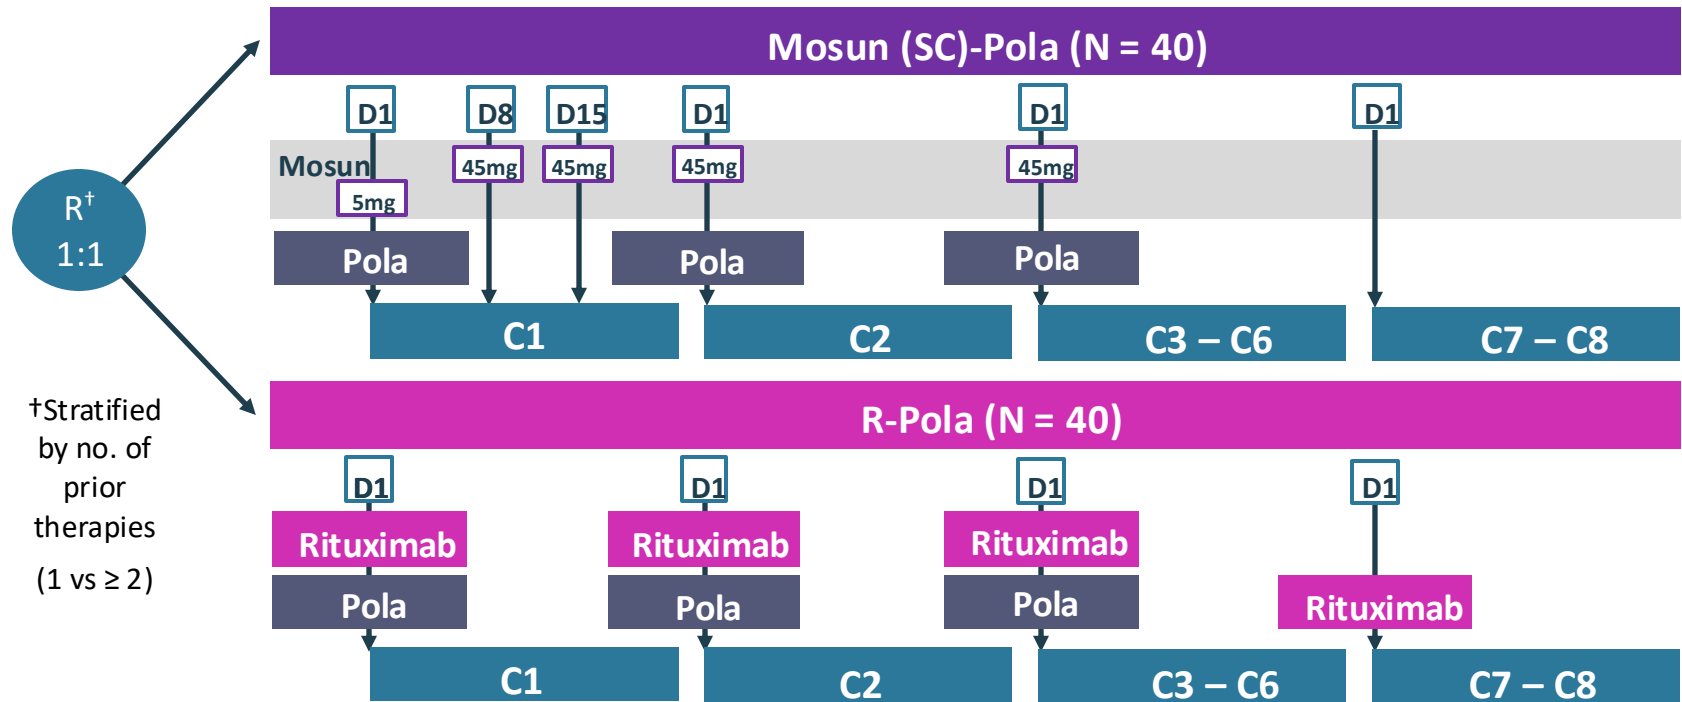 Mosun (SC)-Pola (N = 40)
D1 D8 D15 D1 D1 D1
Mosun 45mg 45mg 45mg 45mg
5mg
R†
1:1
Pola Pola Pola
C1 C2 C3 – C6 C7 – C8
R-Pola (N = 40)
†Stratified
by no. of
prior
therapies
(1 vs ≥ 2)
D1 D1 D1 D1
Rituximab Rituximab Rituximab
Pola Pola Pola Rituximab
C1 C2 C3 – C6 C7 – C8